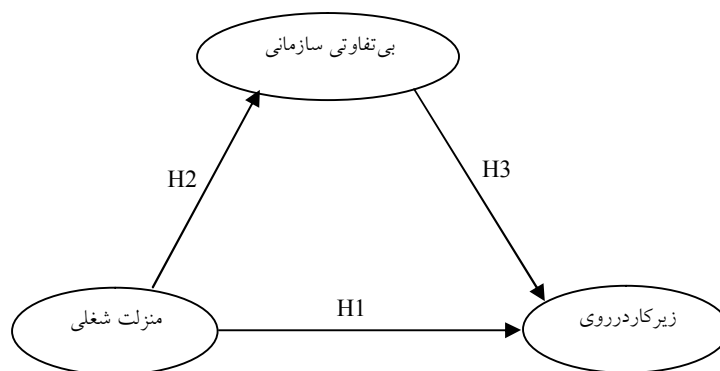 بی‌تفاوتی سازمانی
H2
H3
منزلت شغلی
H1
زیرکاردرروی